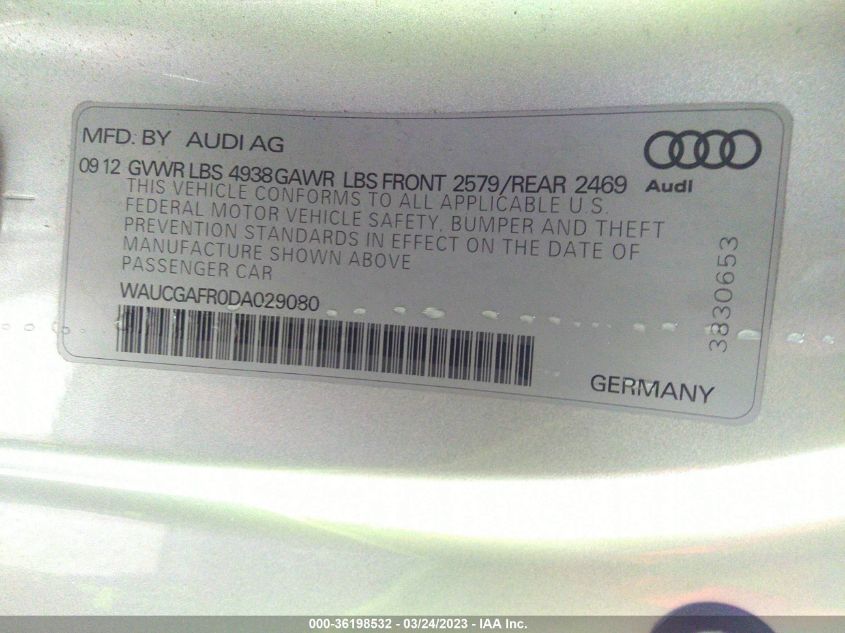 MFD. BY AUDI AG
Audi
09 12 GVWR LBS 4938 GAWR LBS FRONT 2579/REAR 2469
THIS VEHICLE CONFORMS TO ALL APPLICABLE U.S.
FEDERAL MOTOR VEHICLE SAFETY, BUMPER AND THEFT
PREVENTION STANDARDS IN EFFECT ON THE DATE OF
MANUFACTURE SHOWN ABOVE
PASSENGER CAR
WAUCGAFR0DA029080
3830653
GERMANY
000-36198532 - 03/24/2023 - IAA Inc.